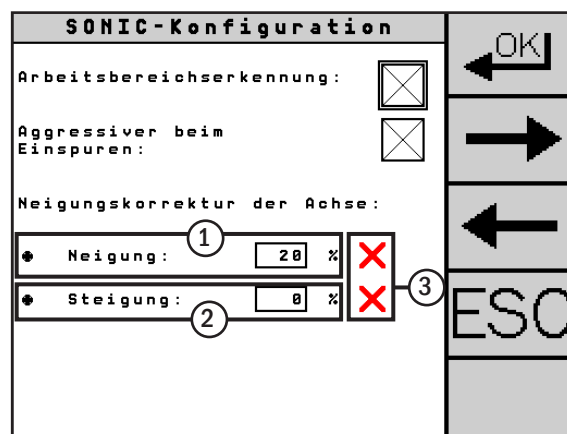 SONIC-Konfiguration
OK
Arbeitsbereichserkennung:
Aggressiver beim
Einspuren:
Neigungskorrektur der Achse:
1
Neigung: 20 %
3
Steigung: 0 %
2
ESC